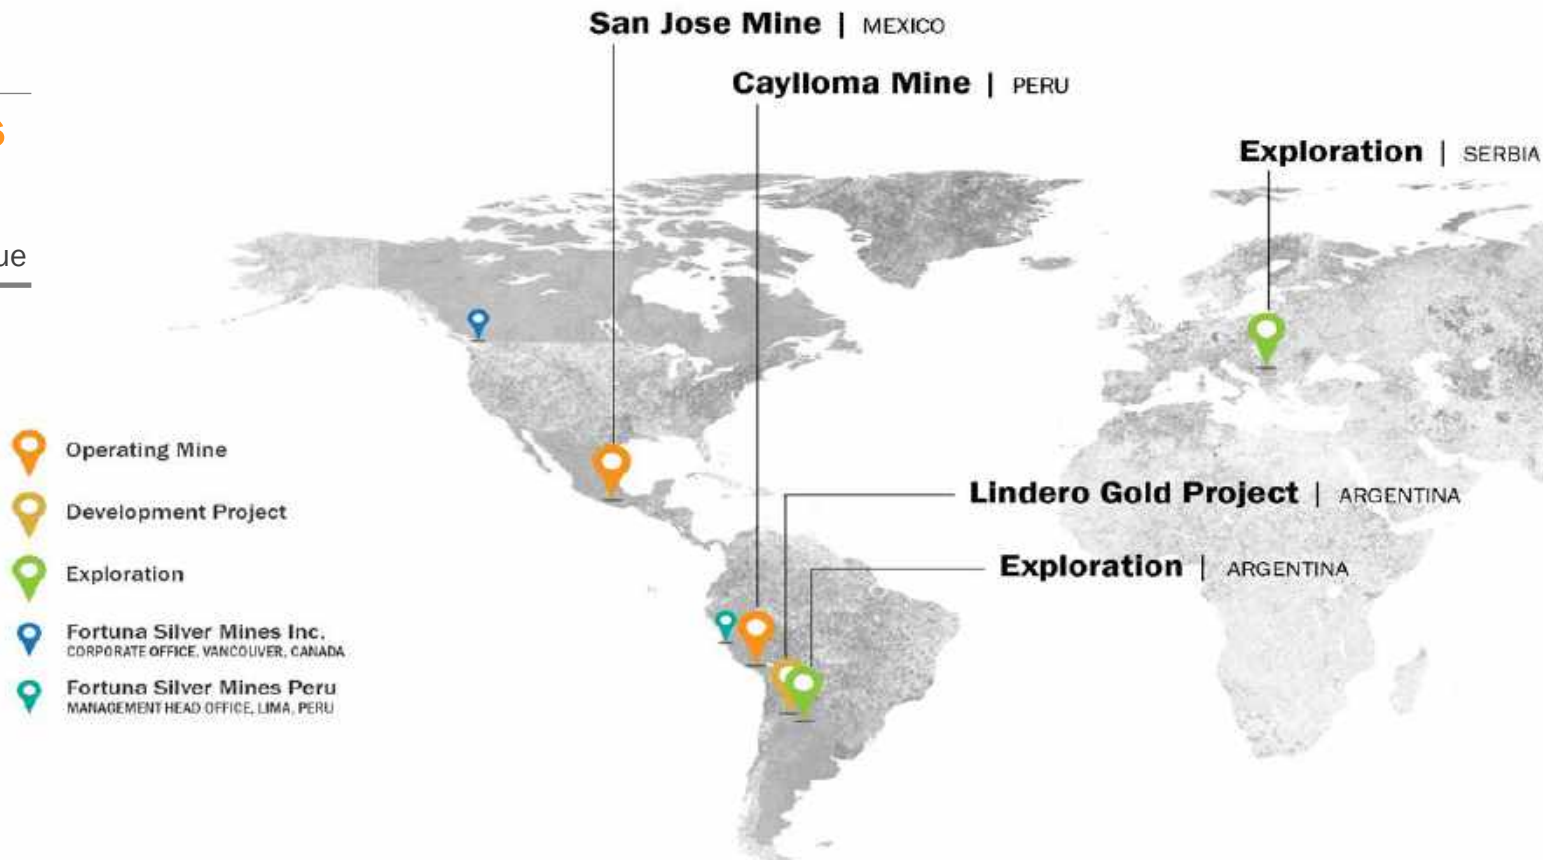 San Jose Mine | MEXICO
Caylloma Mine | PERU
Exploration | SERBIA
Lindero Gold Project | ARGENTINA
Exploration | ARGENTINA
Operating Mine
Development Project
Exploration
Fortuna Silver Mines Inc.
CORPORATE OFFICE, VANCOUVER, CANADA
Fortuna Silver Mines Peru
MANAGEMENT HEAD OFFICE, LIMA, PERU